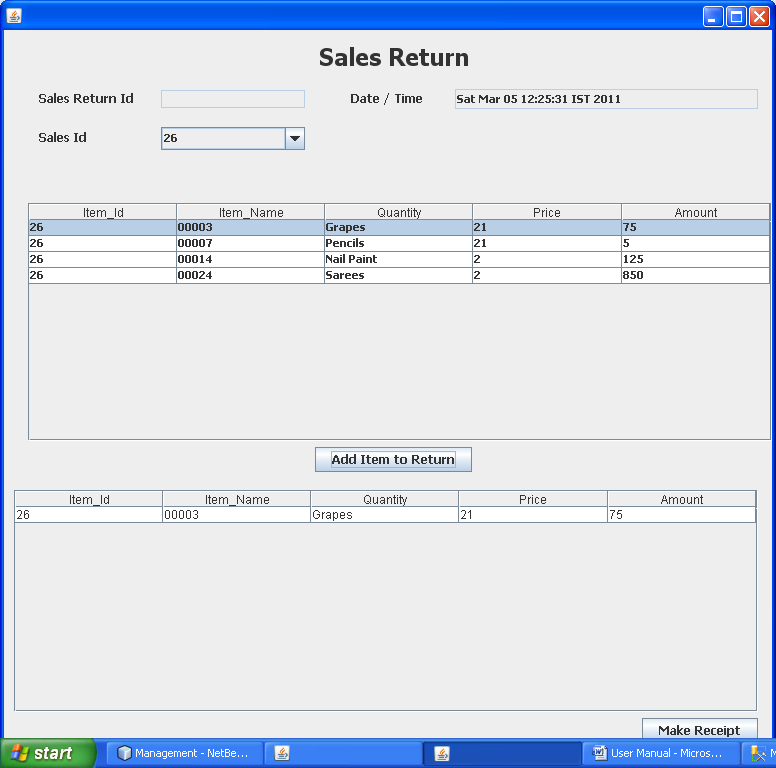 Sales Return
Sales Return Id
Date / Time Sat Mar 05 12:25:31 IST 2011
Sales Id 26
Item_Id Item_Name Quantity Price Amount
26 00003 Grapes 21 75
26 00007 Pencils 21 5
26 00014 Nail Paint 2 125
26 00024 Sarees 2 850
Add Item to Return
Item_Id Item_Name Quantity Price Amount
26 00003 Grapes 21 75
Make Receipt
start Management - NetBe... User Manual - Micros... M